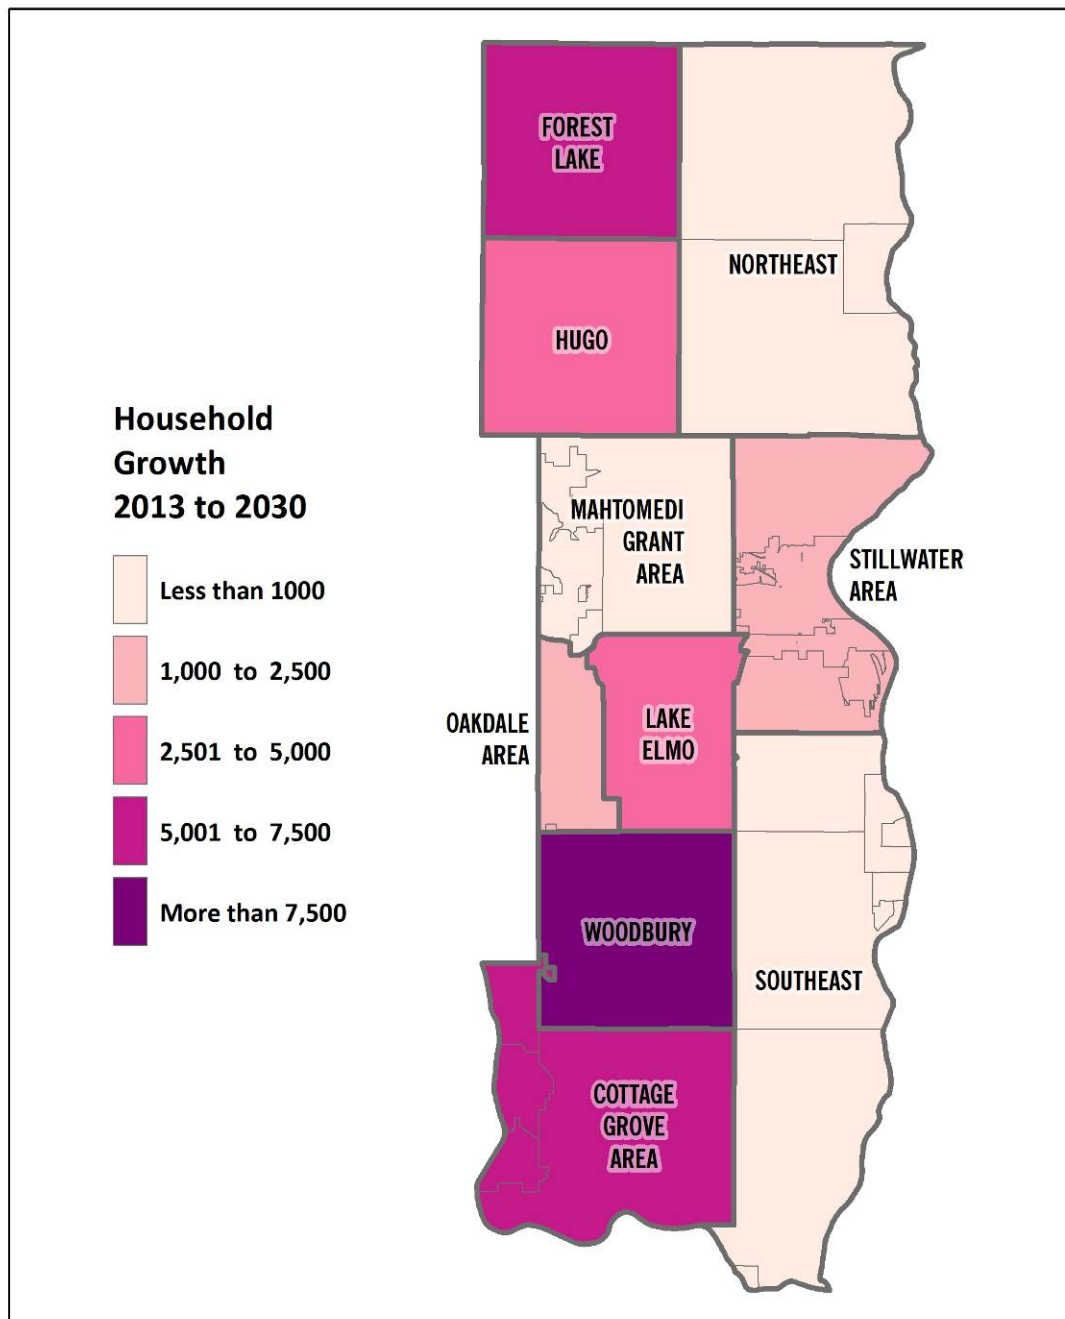 FOREST
LAKE
NORTHEAST
HUGO
Household
Growth
2013 to 2030
Less than 1000
1,000 to 2,500
2,501 to 5,000
5,001 to 7,500
More than 7,500
MAHTOMEDI
GRANT
AREA
STILLWATER
AREA
OAKDALE
AREA
LAKE
ELMO
WOODBURY
SOUTHEAST
COTTAGE
GROVE
AREA